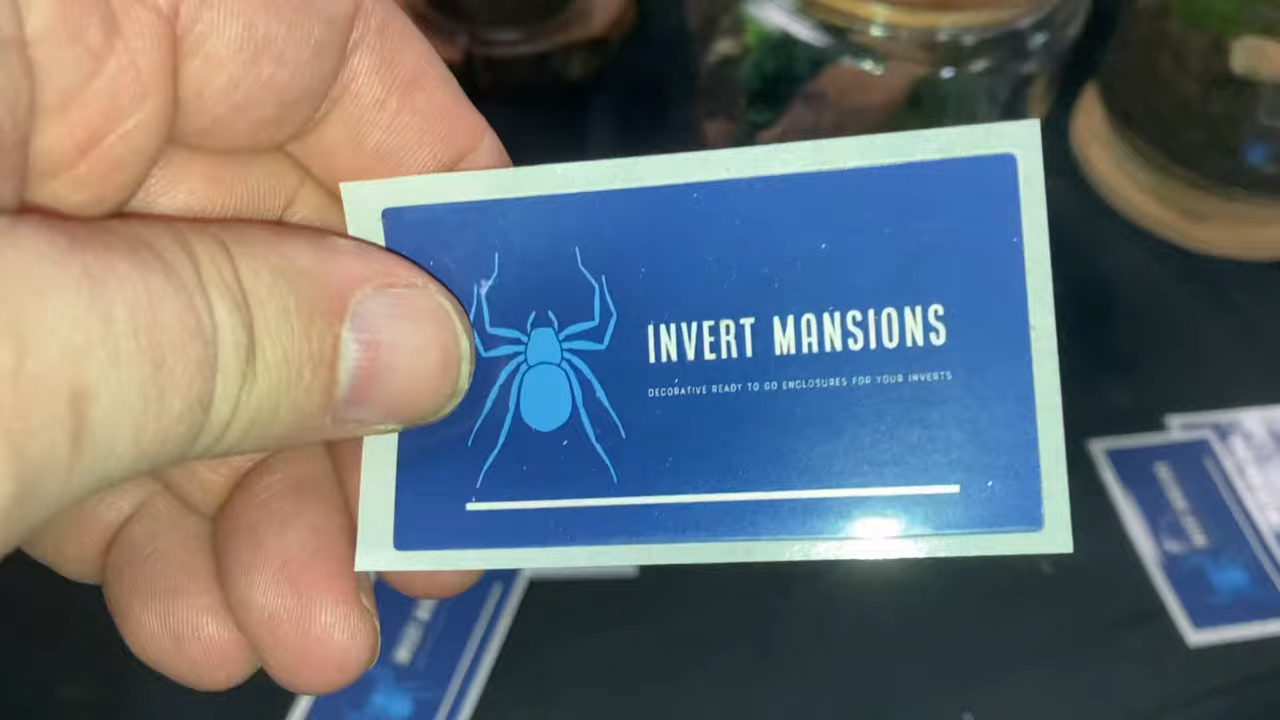 INVERT MANSIONS
DECORATIVE READY TO GO ENCLOSURES FOR YOUR INVERTS